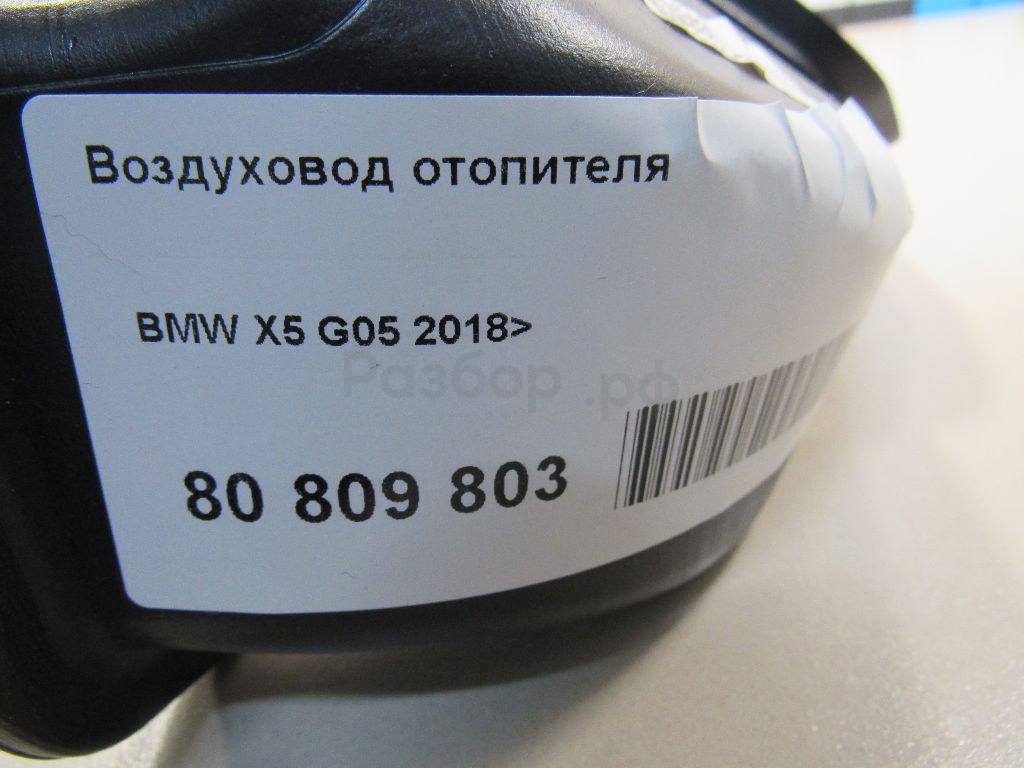 Воздуховод отопителя
BMW X5 G05 2018>
Разбор.рф
80 809 803